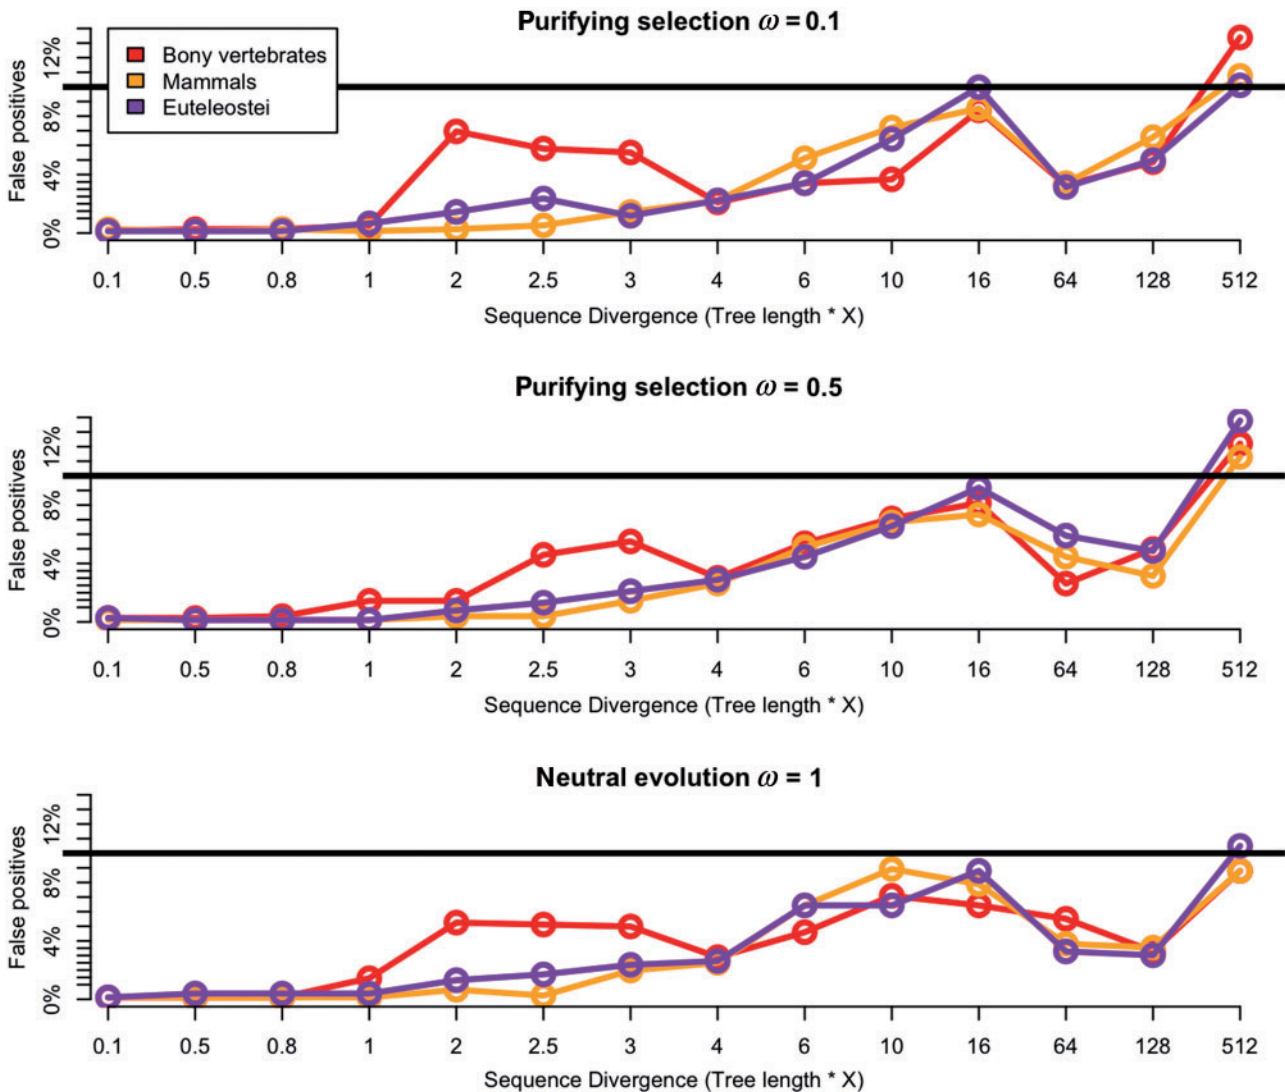 Purifying selection ω = 0.1
Bony vertebrates
Mammals
Euteleostei
False positives
0% 4% 8% 12%
0.1 0.5 0.8 1 2 2.5 3 4 6 10 16 64 128 512
Sequence Divergence (Tree length * X)
Purifying selection ω = 0.5
False positives
0% 4% 8% 12%
0.1 0.5 0.8 1 2 2.5 3 4 6 10 16 64 128 512
Sequence Divergence (Tree length * X)
Neutral evolution ω = 1
False positives
0% 4% 8% 12%
0.1 0.5 0.8 1 2 2.5 3 4 6 10 16 64 128 512
Sequence Divergence (Tree length * X)